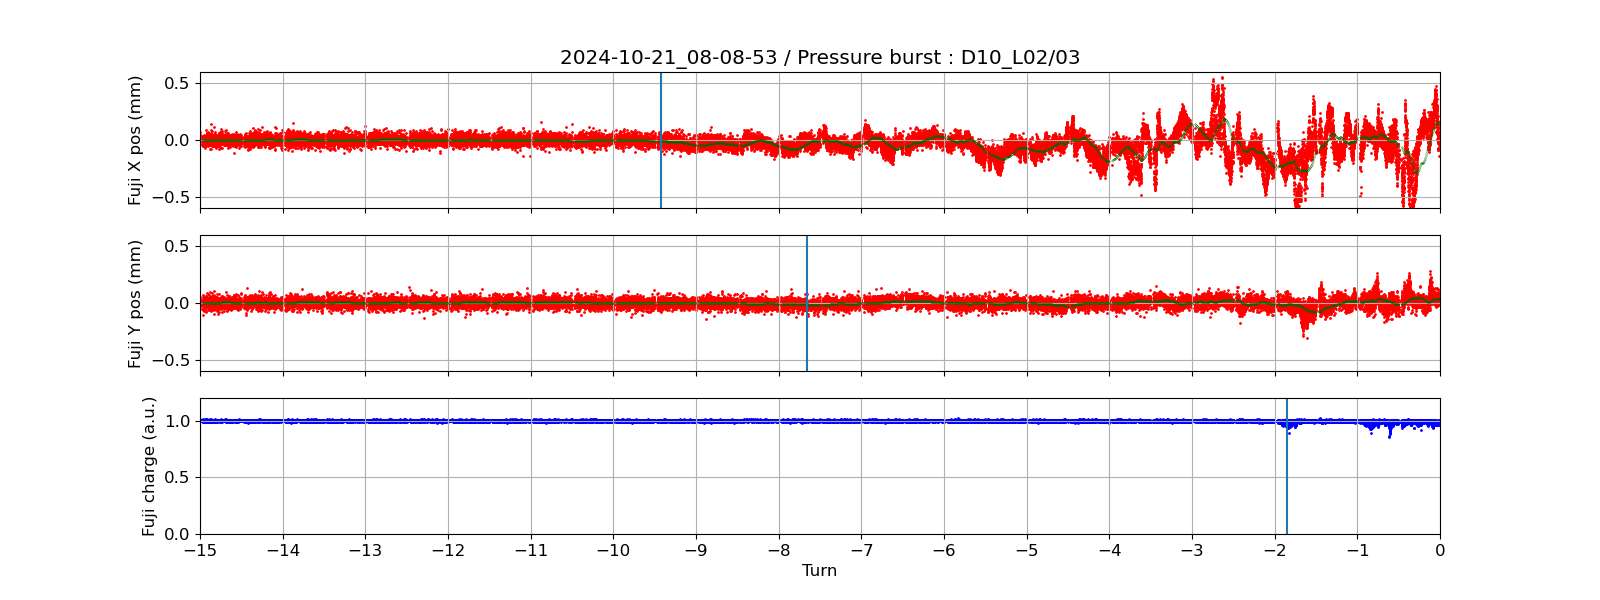 2024-10-21_08-08-53 / Pressure burst : D10_L02/03
Fuji X pos (mm)
0.5
0.0
−0.5
Fuji Y pos (mm)
0.5
0.0
−0.5
Fuji charge (a.u.)
1.0
0.5
0.0
−15 −14 −13 −12 −11 −10 −9 −8 −7 −6 −5 −4 −3 −2 −1 0
Turn